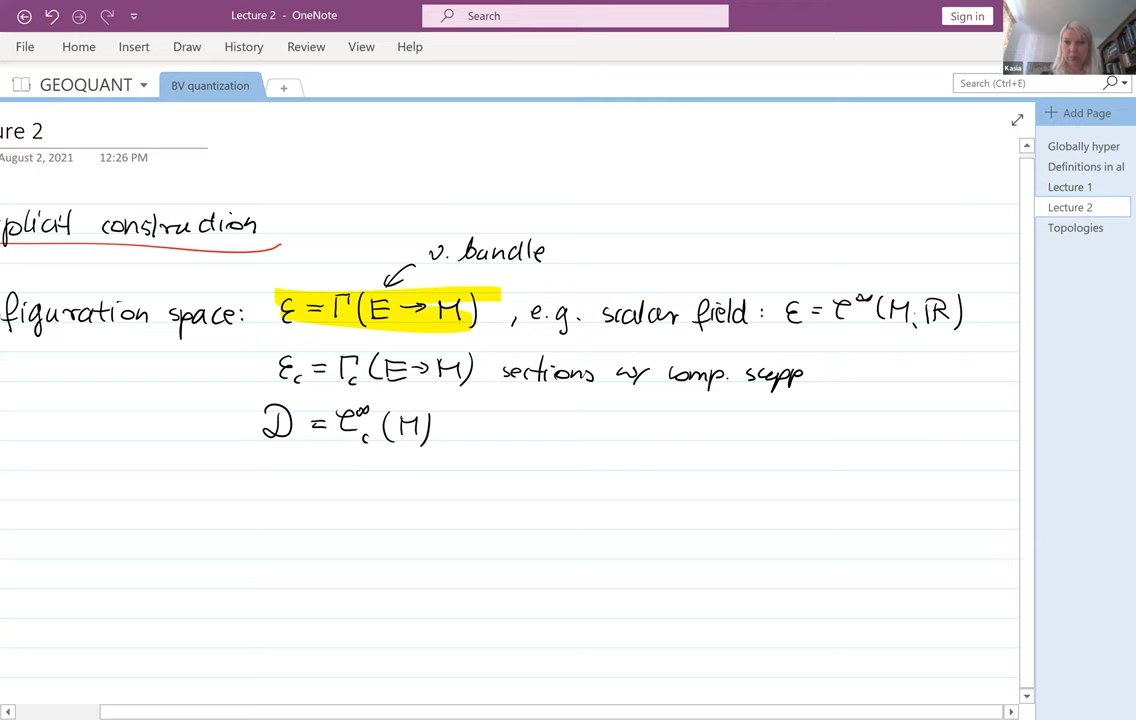 Lecture 2 - OneNote
Search
Sign in
File Home Insert Draw History Review View Help
Kasia
GEOQUANT
BV quantization
Search (Ctrl+E)
Add Page
Globally hyper
Definitions in al
Lecture 1
Lecture 2
Topologies
ure 2
August 2, 2021 12:26 PM
plicit construction
v. bundle
figuration space: ℰ = Γ(E → M), e.g. scalar field: ℰ = 𝒞^∞(M, ℝ)
ℰ_c = Γ_c(E → M) sections w/ comp. supp
𝒟 = 𝒞_c^∞(M)